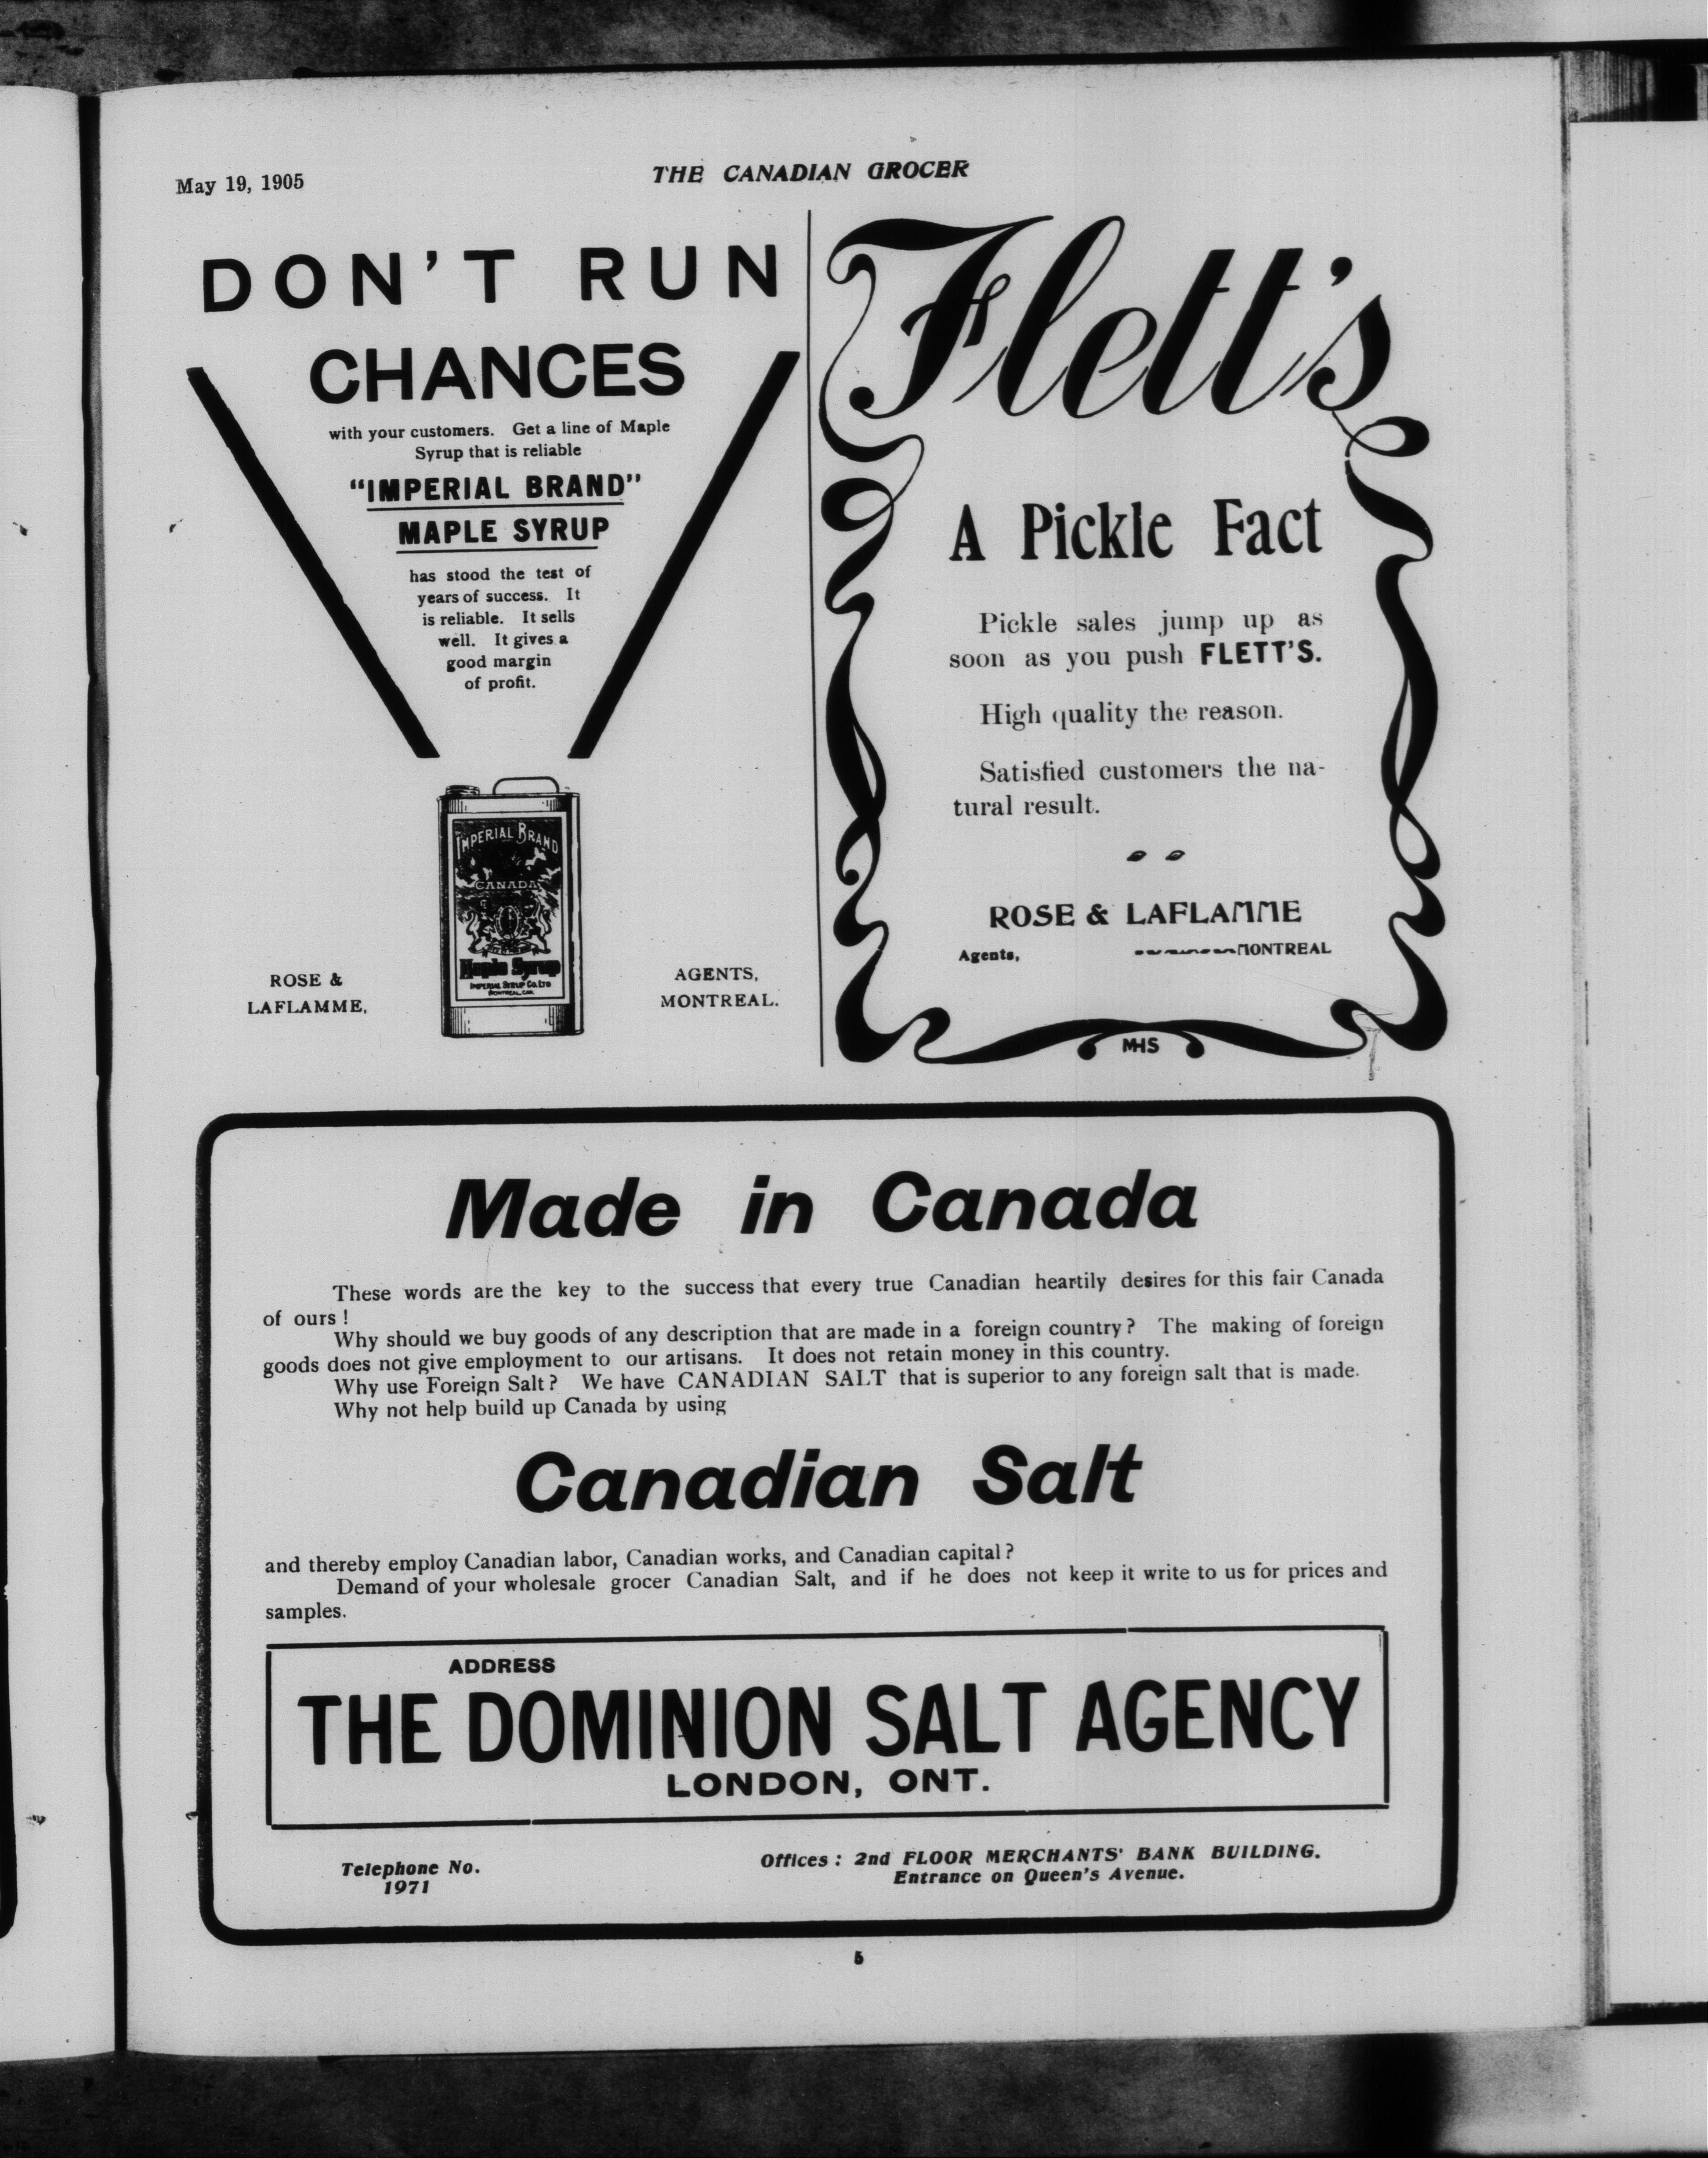 May 19, 1905
THE CANADIAN GROCER
DON'T RUN
CHANCES
with your customers. Get a line of Maple
Syrup that is reliable
"IMPERIAL BRAND"
MAPLE SYRUP
has stood the test of
years of success. It
is reliable. It sells
well. It gives a
good margin
of profit.
IMPERIAL BRAND
CANADA
Maple Syrup
IMPERIAL SYRUP CO. LTD
MONTREAL, CAN.
ROSE &
LAFLAMME,
AGENTS,
MONTREAL.
Flett's
A Pickle Fact
Pickle sales jump up as
soon as you push FLETT'S.
High quality the reason.
Satisfied customers the na-
tural result.
ROSE & LAFLAMME
Agents, MONTREAL
MHS
Made in Canada
These words are the key to the success that every true Canadian heartily desires for this fair Canada
of ours!
Why should we buy goods of any description that are made in a foreign country? The making of foreign
goods does not give employment to our artisans. It does not retain money in this country.
Why use Foreign Salt? We have CANADIAN SALT that is superior to any foreign salt that is made.
Why not help build up Canada by using
Canadian Salt
and thereby employ Canadian labor, Canadian works, and Canadian capital?
Demand of your wholesale grocer Canadian Salt, and if he does not keep it write to us for prices and
samples.
ADDRESS
THE DOMINION SALT AGENCY
LONDON, ONT.
Telephone No.
1971
Offices: 2nd FLOOR MERCHANTS' BANK BUILDING.
Entrance on Queen's Avenue.
5